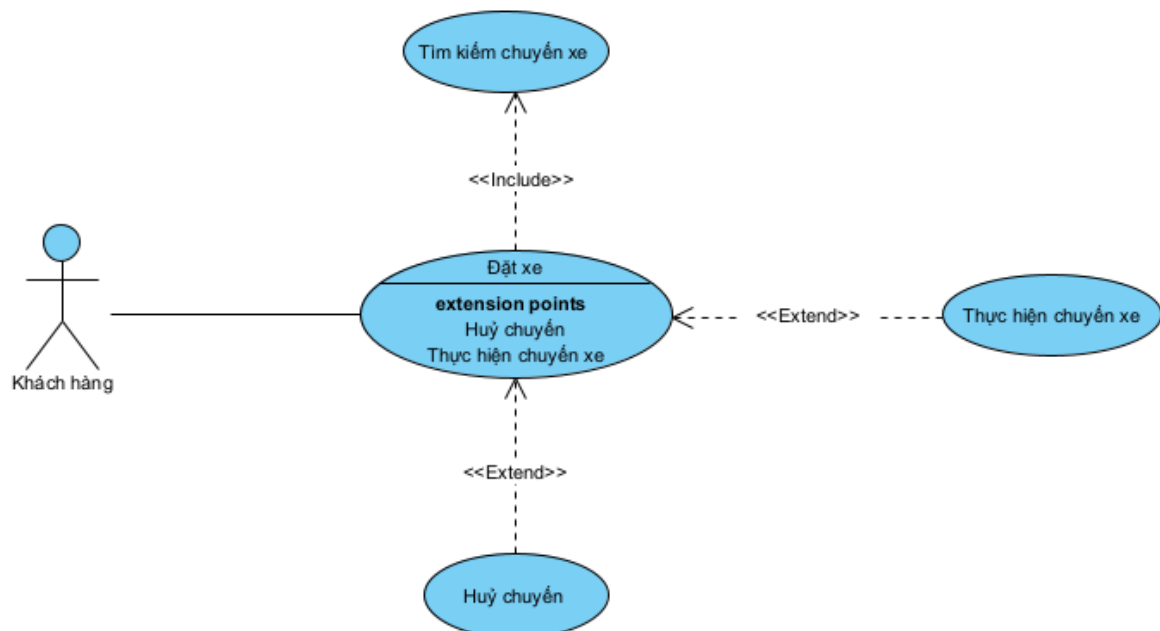 Tìm kiếm chuyến xe
<<Include>>
Đặt xe
extension points
Huỷ chuyến
Thực hiện chuyến xe
<<Extend>>
Thực hiện chuyến xe
Khách hàng
<<Extend>>
Huỷ chuyến